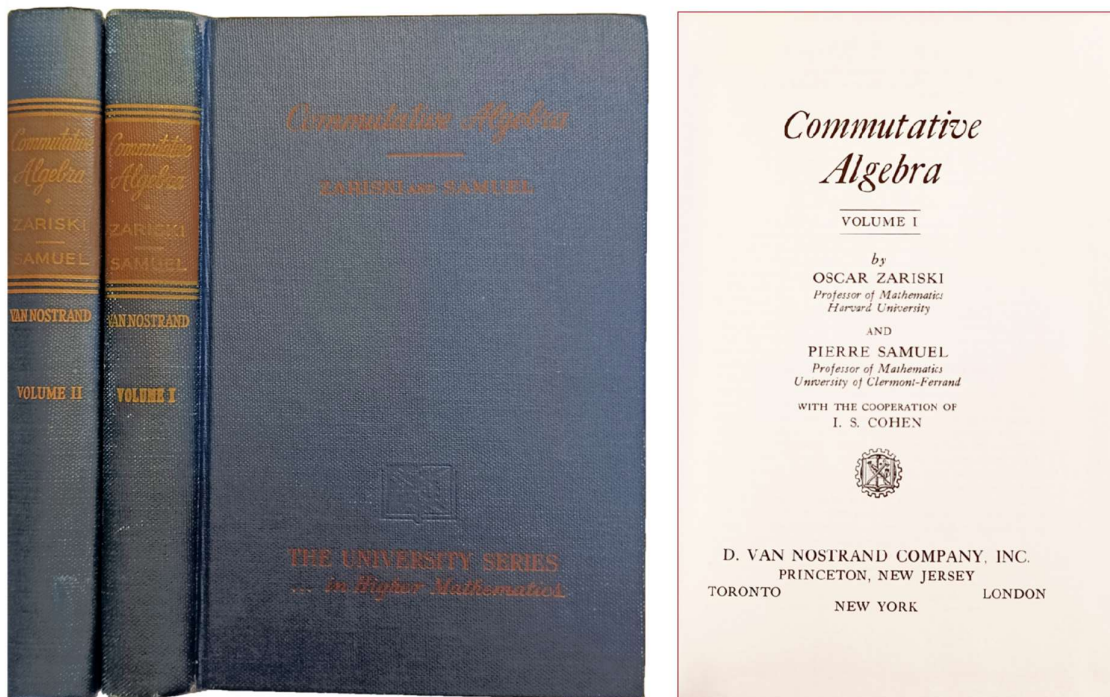 Commutative
Algebra
ZARISKI
SAMUEL
VAN NOSTRAND
VOLUME II
Commutative
Algebra
ZARISKI
SAMUEL
VAN NOSTRAND
VOLUME I
Commutative Algebra
ZARISKI AND SAMUEL
THE UNIVERSITY SERIES
... in Higher Mathematics
Commutative
Algebra
VOLUME I
by
OSCAR ZARISKI
Professor of Mathematics
Harvard University
AND
PIERRE SAMUEL
Professor of Mathematics
University of Clermont-Ferrand
WITH THE COOPERATION OF
I. S. COHEN
D. VAN NOSTRAND COMPANY, INC.
PRINCETON, NEW JERSEY
TORONTO LONDON
NEW YORK